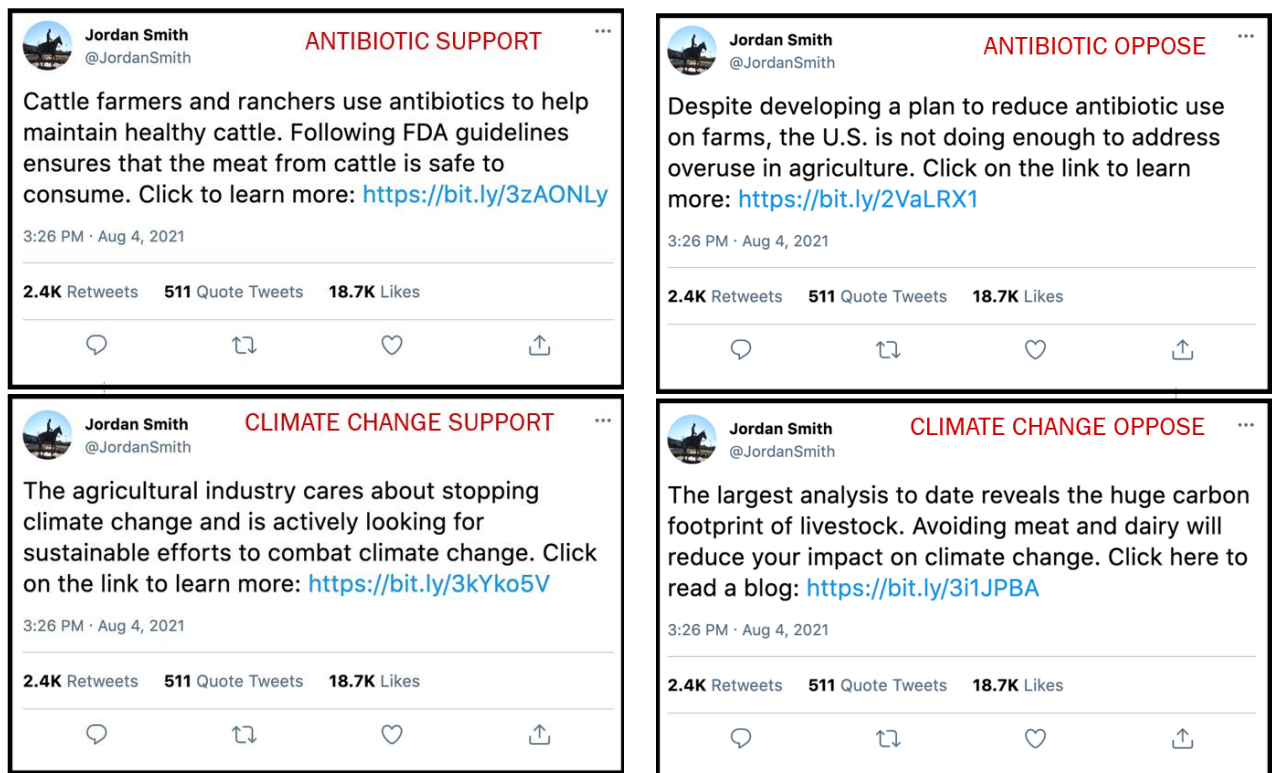 Jordan Smith
ANTIBIOTIC SUPPORT
@JordanSmith
Cattle farmers and ranchers use antibiotics to help
maintain healthy cattle. Following FDA guidelines
ensures that the meat from cattle is safe to
consume. Click to learn more: https://bit.ly/3zAONLy
3:26 PM · Aug 4, 2021
2.4K Retweets 511 Quote Tweets 18.7K Likes
Jordan Smith
ANTIBIOTIC OPPOSE
@JordanSmith
Despite developing a plan to reduce antibiotic use
on farms, the U.S. is not doing enough to address
overuse in agriculture. Click on the link to learn
more: https://bit.ly/2VaLRX1
3:26 PM · Aug 4, 2021
2.4K Retweets 511 Quote Tweets 18.7K Likes
Jordan Smith
CLIMATE CHANGE SUPPORT
@JordanSmith
The agricultural industry cares about stopping
climate change and is actively looking for
sustainable efforts to combat climate change. Click
on the link to learn more: https://bit.ly/3kYko5V
3:26 PM · Aug 4, 2021
2.4K Retweets 511 Quote Tweets 18.7K Likes
Jordan Smith
CLIMATE CHANGE OPPOSE
@JordanSmith
The largest analysis to date reveals the huge carbon
footprint of livestock. Avoiding meat and dairy will
reduce your impact on climate change. Click here to
read a blog: https://bit.ly/3i1JPBA
3:26 PM · Aug 4, 2021
2.4K Retweets 511 Quote Tweets 18.7K Likes